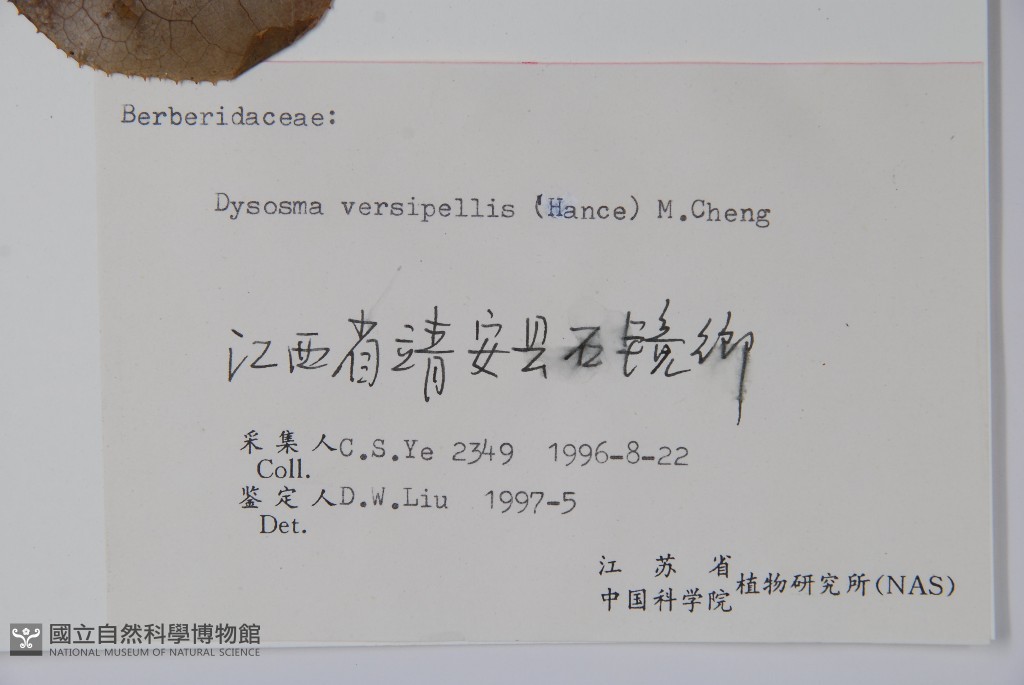 Berberidaceae:
Dysosma versipellis (Hance) M.Cheng
江西省靖安县石镜鄉
采集人 C.S.Ye 2349 1996-8-22
Coll.
鉴定人 D.W.Liu 1997-5
Det.
江苏省
中国科学院 植物研究所(NAS)
國立自然科學博物館
NATIONAL MUSEUM OF NATURAL SCIENCE